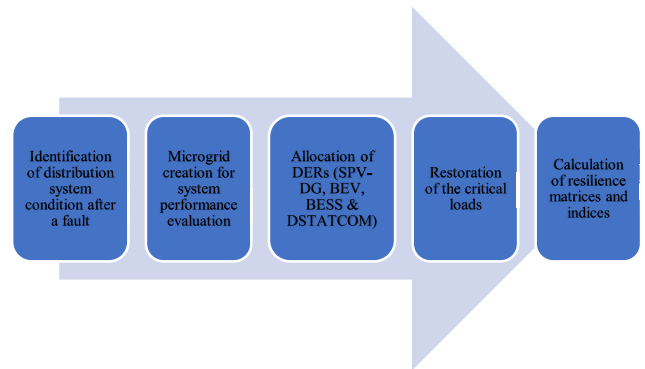 Identification
of distribution
system
condition after
a fault
Microgrid
creation for
system
performance
evaluation
Allocation of
DERs (SPV-
DG, BEV,
BESS &
DSTATCOM)
Restoration
of the critical
loads
Calculation
of resilience
matrices and
indices